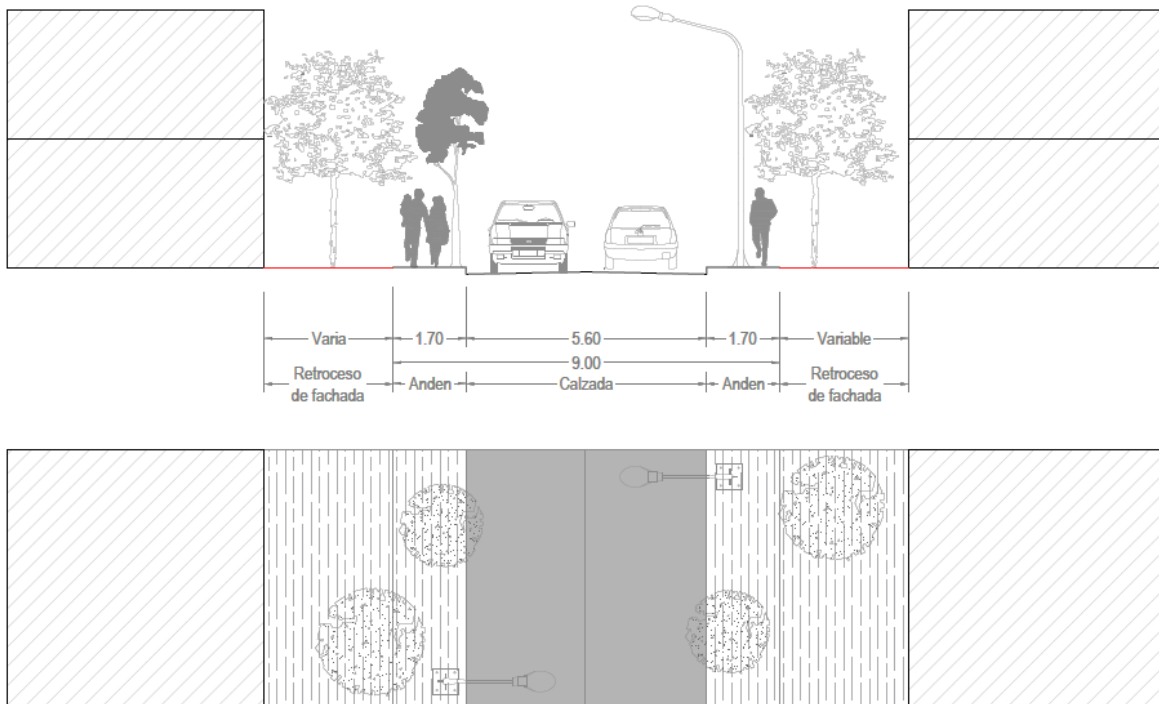 Varia 1.70 5.60 1.70 Variable
9.00
Retroceso de fachada Anden Calzada Anden Retroceso de fachada